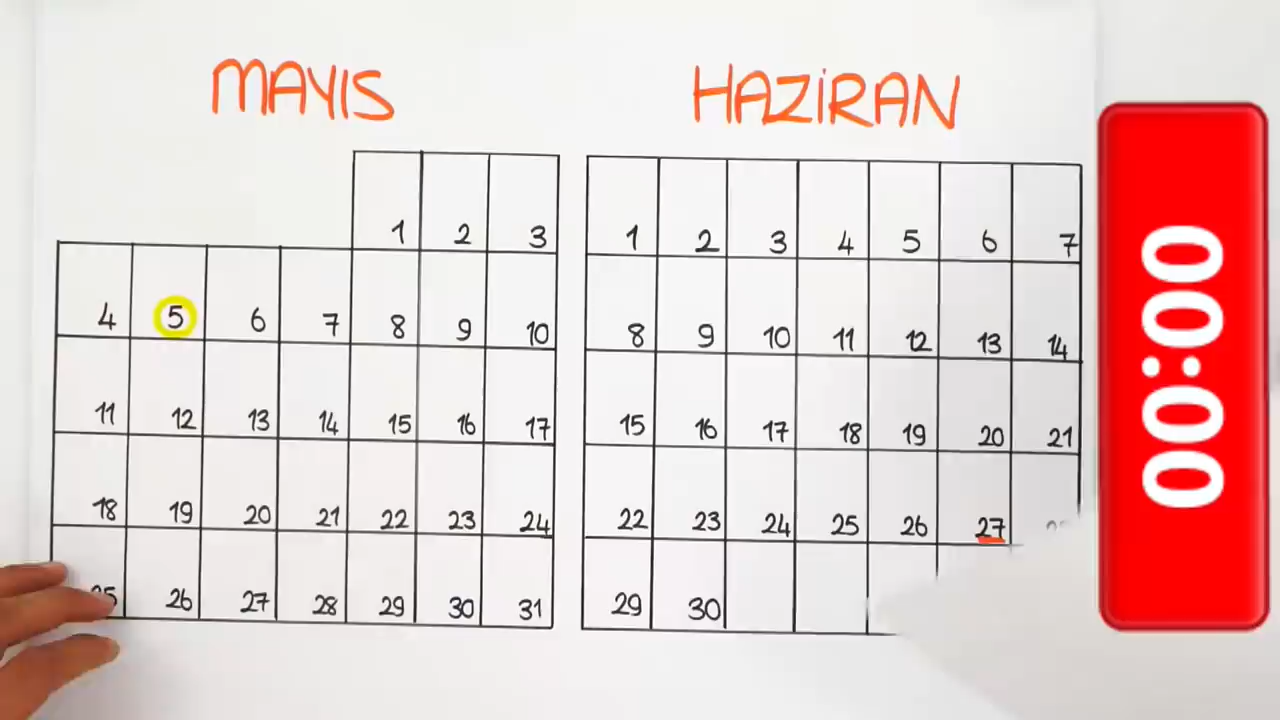 MAYIS
1 2 3
4 5 6 7 8 9 10
11 12 13 14 15 16 17
18 19 20 21 22 23 24
25 26 27 28 29 30 31
HAZİRAN
1 2 3 4 5 6 7
8 9 10 11 12 13 14
15 16 17 18 19 20 21
22 23 24 25 26 27
29 30
00:00